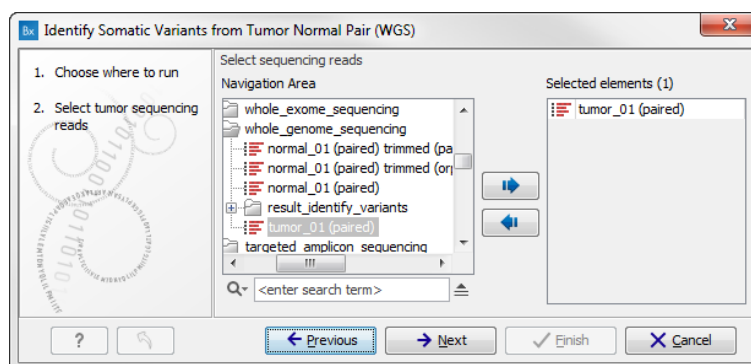 Bx Identify Somatic Variants from Tumor Normal Pair (WGS)
1. Choose where to run
2. Select tumor sequencing
reads
Select sequencing reads
Navigation Area
whole_exome_sequencing
whole_genome_sequencing
normal_01 (paired) trimmed (pa
normal_01 (paired) trimmed (or
normal_01 (paired)
result_identify_variants
tumor_01 (paired)
targeted_amplicon_sequencing
<enter search term>
Selected elements (1)
tumor_01 (paired)
?
Previous
Next
Finish
Cancel